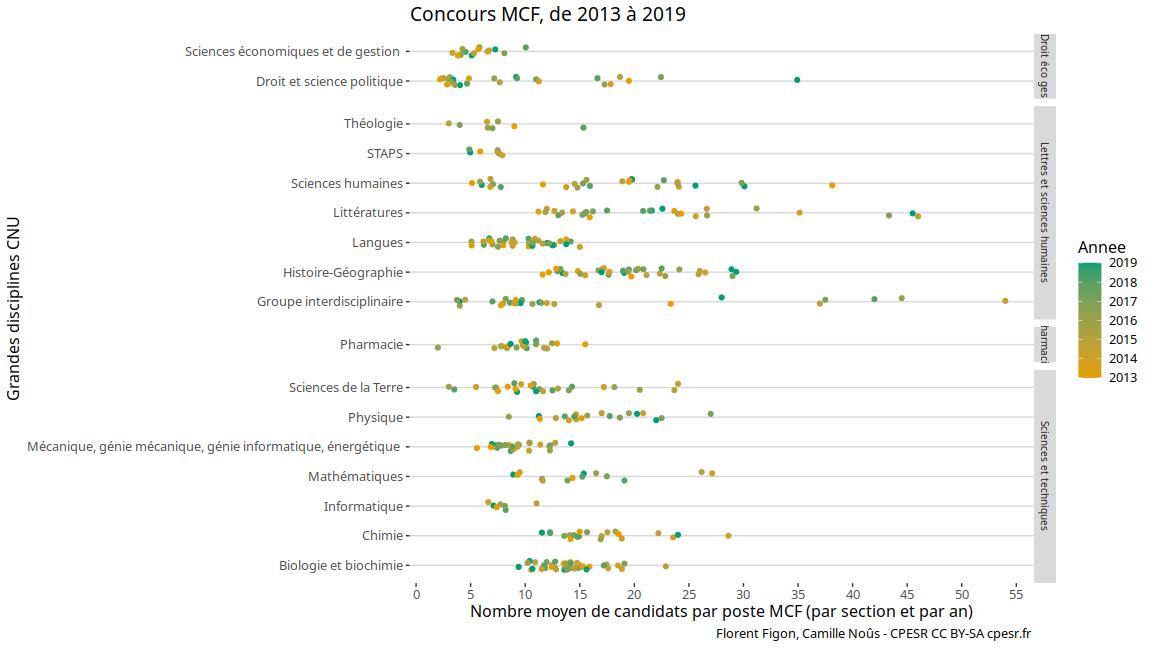 Concours MCF, de 2013 à 2019
Grandes disciplines CNU
Sciences économiques et de gestion
Droit et science politique
Droit éco ges
Théologie
STAPS
Sciences humaines
Littératures
Langues
Histoire-Géographie
Groupe interdisciplinaire
Lettres et sciences humaines
Pharmacie
harmaci
Sciences de la Terre
Physique
Mécanique, génie mécanique, génie informatique, énergétique
Mathématiques
Informatique
Chimie
Biologie et biochimie
Sciences et techniques
0 5 10 15 20 25 30 35 40 45 50 55
Nombre moyen de candidats par poste MCF (par section et par an)
Annee
2019
2018
2017
2016
2015
2014
2013
Florent Figon, Camille Noûs - CPESR CC BY-SA cpesr.fr